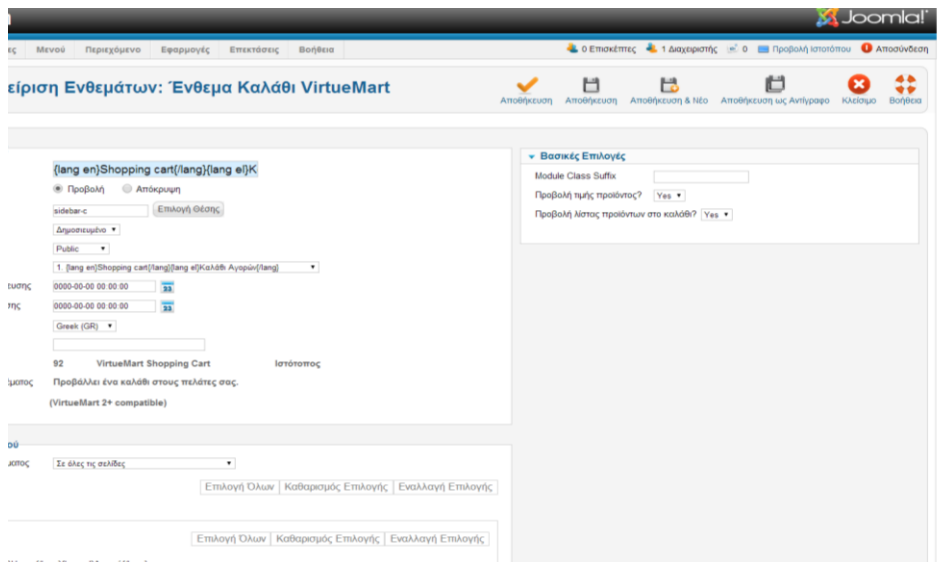 Joomla!
ες Μενού Περιεχόμενο Εφαρμογές Επεκτάσεις Βοήθεια 0 Επισκέπτες 1 Διαχειριστής 0 Προβολή Ιστοτόπου Αποσύνδεση
είριση Ενθεμάτων: Ένθεμα Καλάθι VirtueMart
Αποθήκευση Αποθήκευση Αποθήκευση & Νέο Αποθήκευση ως Αντίγραφο Κλείσιμο Βοήθεια
{lang en}Shopping cart{/lang}{lang el}Κ
Προβολή Απόκρυψη
sidebar-c Επιλογή Θέσης
Δημοσιευμένο
Public
1. {lang en}Shopping cart{/lang}{lang el}Καλάθι Αγορών{/lang}
ευσης 0000-00-00 00:00:00 23
σης 0000-00-00 00:00:00 23
Greek (GR)
92 VirtueMart Shopping Cart Ιστότοπος
έματος Προβάλλει ένα καλάθι στους πελάτες σας.
(VirtueMart 2+ compatible)
Βασικές Επιλογές
Module Class Suffix
Προβολή τιμής προϊόντος? Yes
Προβολή λίστας προϊόντων στο καλάθι? Yes
ού
έματος Σε όλες τις σελίδες
Επιλογή Όλων Καθαρισμός Επιλογής Εναλλαγή Επιλογής
Επιλογή Όλων Καθαρισμός Επιλογής Εναλλαγή Επιλογής